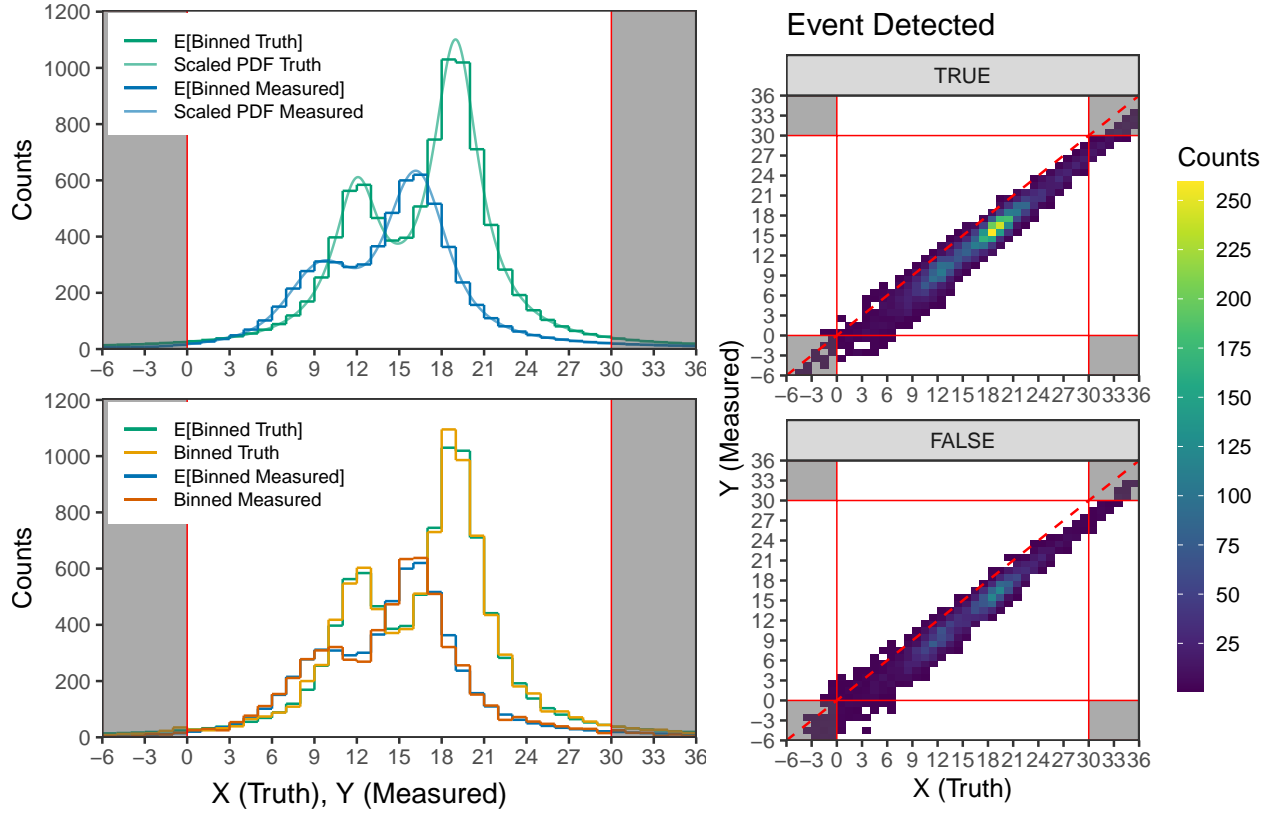 1200
1000
800
600
400
200
0
Counts
E[Binned Truth]
Scaled PDF Truth
E[Binned Measured]
Scaled PDF Measured
−6 −3 0 3 6 9 12 15 18 21 24 27 30 33 36
1200
1000
800
600
400
200
0
Counts
E[Binned Truth]
Binned Truth
E[Binned Measured]
Binned Measured
−6 −3 0 3 6 9 12 15 18 21 24 27 30 33 36
X (Truth), Y (Measured)
Event Detected
TRUE
36
33
30
27
24
21
18
15
12
9
6
3
0
−3
−6
−6 −3 0 3 6 9 12 15 18 21 24 27 30 33 36
FALSE
36
33
30
27
24
21
18
15
12
9
6
3
0
−3
−6
−6 −3 0 3 6 9 12 15 18 21 24 27 30 33 36
Y (Measured)
X (Truth)
Counts
250
225
200
175
150
125
100
75
50
25